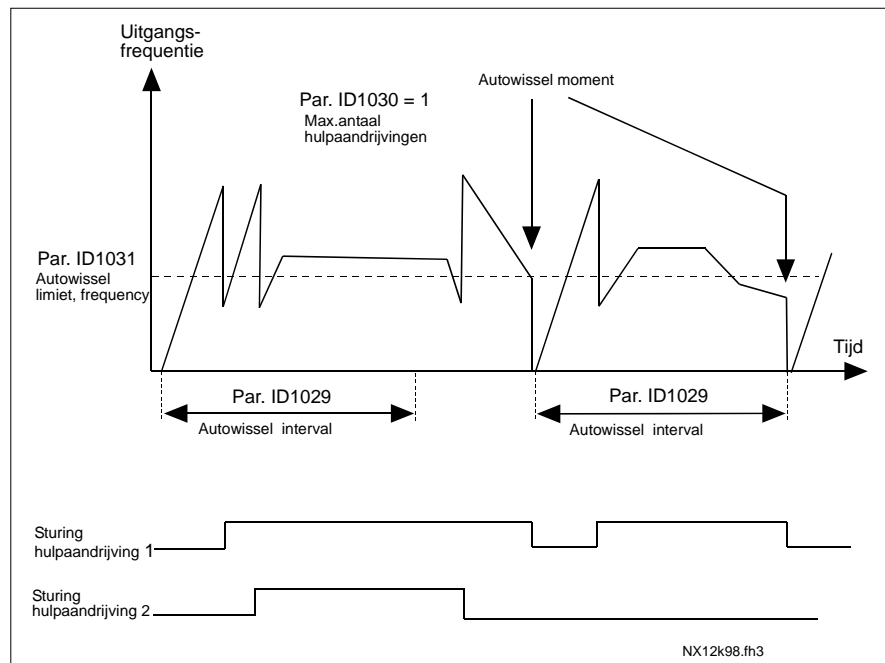 Uitgangs-
frequentie
Par. ID1030 = 1
Max.antaal
hulpaandrijvingen
Autowissel moment
Par. ID1031
Autowissel
limiet, frequency
Tijd
Par. ID1029
Autowissel interval
Par. ID1029
Autowissel interval
Sturing
hulpaandrijving 1
Sturing
hulpaandrijving 2
NX12k98.fh3